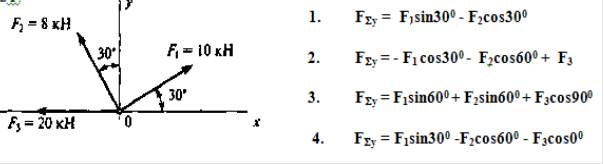 y
F₂ = 8 кН
30°
F₁ = 10 кН
30°
F₃ = 20 кН
0
x
1. FΣy = F₁sin30⁰ - F₂cos30⁰
2. FΣy = - F₁cos30⁰ - F₂cos60⁰ + F₃
3. FΣy = F₁sin60⁰ + F₂sin60⁰ + F₃cos90⁰
4. FΣy = F₁sin30⁰ -F₂cos60⁰ - F₃cos0⁰